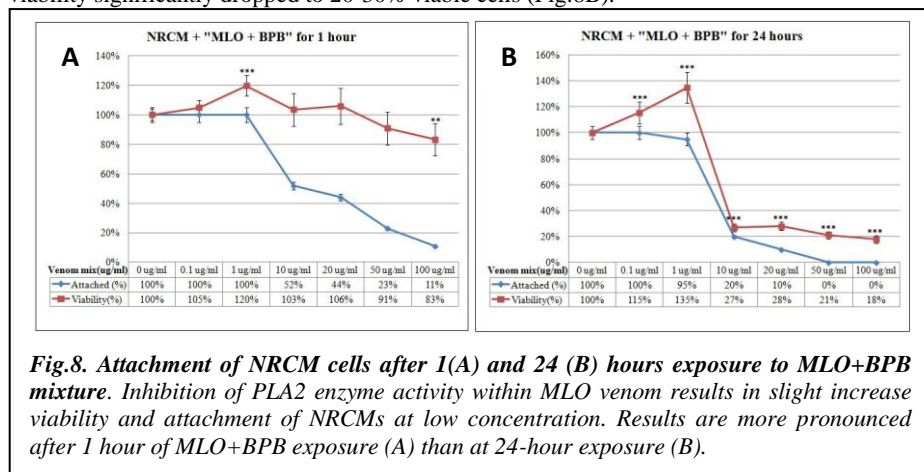 viability significantly dropped to 20-30% viable cells (Fig.8B).
A
NRCM + "MLO + BPB" for 1 hour
140%
120%
100%
80%
60%
40%
20%
0%
***
**
Venom mix(ug/ml) 0 ug/ml 0.1 ug/ml 1 ug/ml 10 ug/ml 20 ug/ml 50 ug/ml 100 ug/ml
Attached (%) 100% 100% 100% 52% 44% 23% 11%
Viability(%) 100% 105% 120% 103% 106% 91% 83%
B
NRCM + "MLO + BPB" for 24 hours
160%
140%
120%
100%
80%
60%
40%
20%
0%
*** *** *** *** *** ***
Venom mix(ug/ml) 0 ug/ml 0.1 ug/ml 1 ug/ml 10 ug/ml 20 ug/ml 50 ug/ml 100 ug/ml
Attached (%) 100% 100% 95% 20% 10% 0% 0%
Viability(%) 100% 115% 135% 27% 28% 21% 18%
Fig.8. Attachment of NRCM cells after 1(A) and 24 (B) hours exposure to MLO+BPB
mixture. Inhibition of PLA2 enzyme activity within MLO venom results in slight increase
viability and attachment of NRCMs at low concentration. Results are more pronounced
after 1 hour of MLO+BPB exposure (A) than at 24-hour exposure (B).